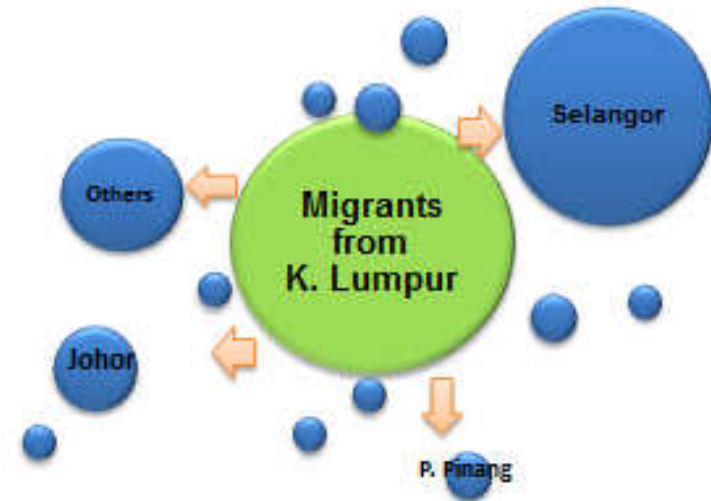 Selangor
Others
Migrants
from
K. Lumpur
Johor
P. Pinang